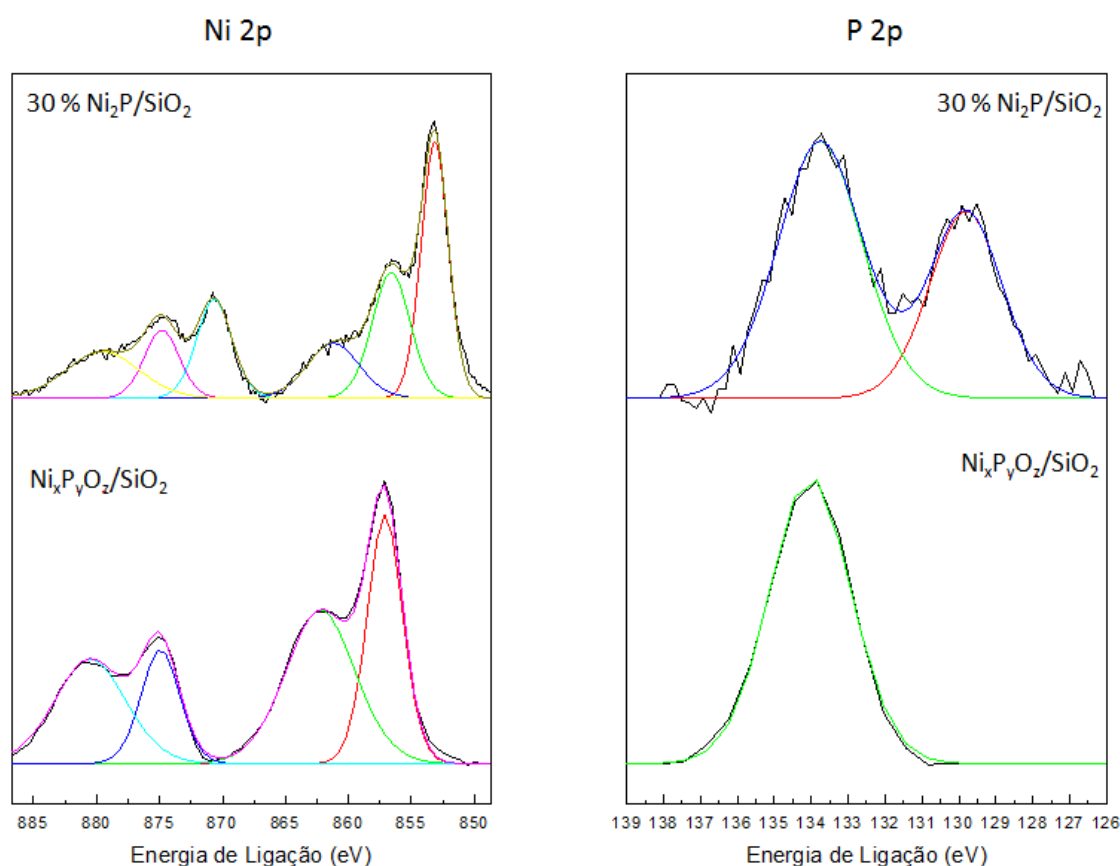 Ni 2p
P 2p
30 % Ni₂P/SiO₂
30 % Ni₂P/SiO₂
NiₓPᵧO𝓏/SiO₂
NiₓPᵧO𝓏/SiO₂
885 880 875 870 865 860 855 850
139 138 137 136 135 134 133 132 131 130 129 128 127 126
Energia de Ligação (eV)
Energia de Ligação (eV)